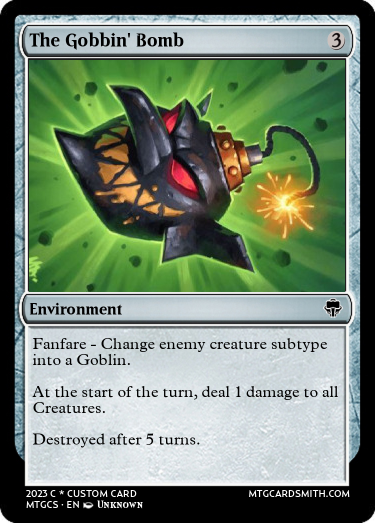 The Gobbin' Bomb
3
Environment
Fanfare - Change enemy creature subtype
into a Goblin.
At the start of the turn, deal 1 damage to all
Creatures.
Destroyed after 5 turns.
2023 C * CUSTOM CARD
MTGCARDSMITH.COM
MTGCS · EN UNKNOWN